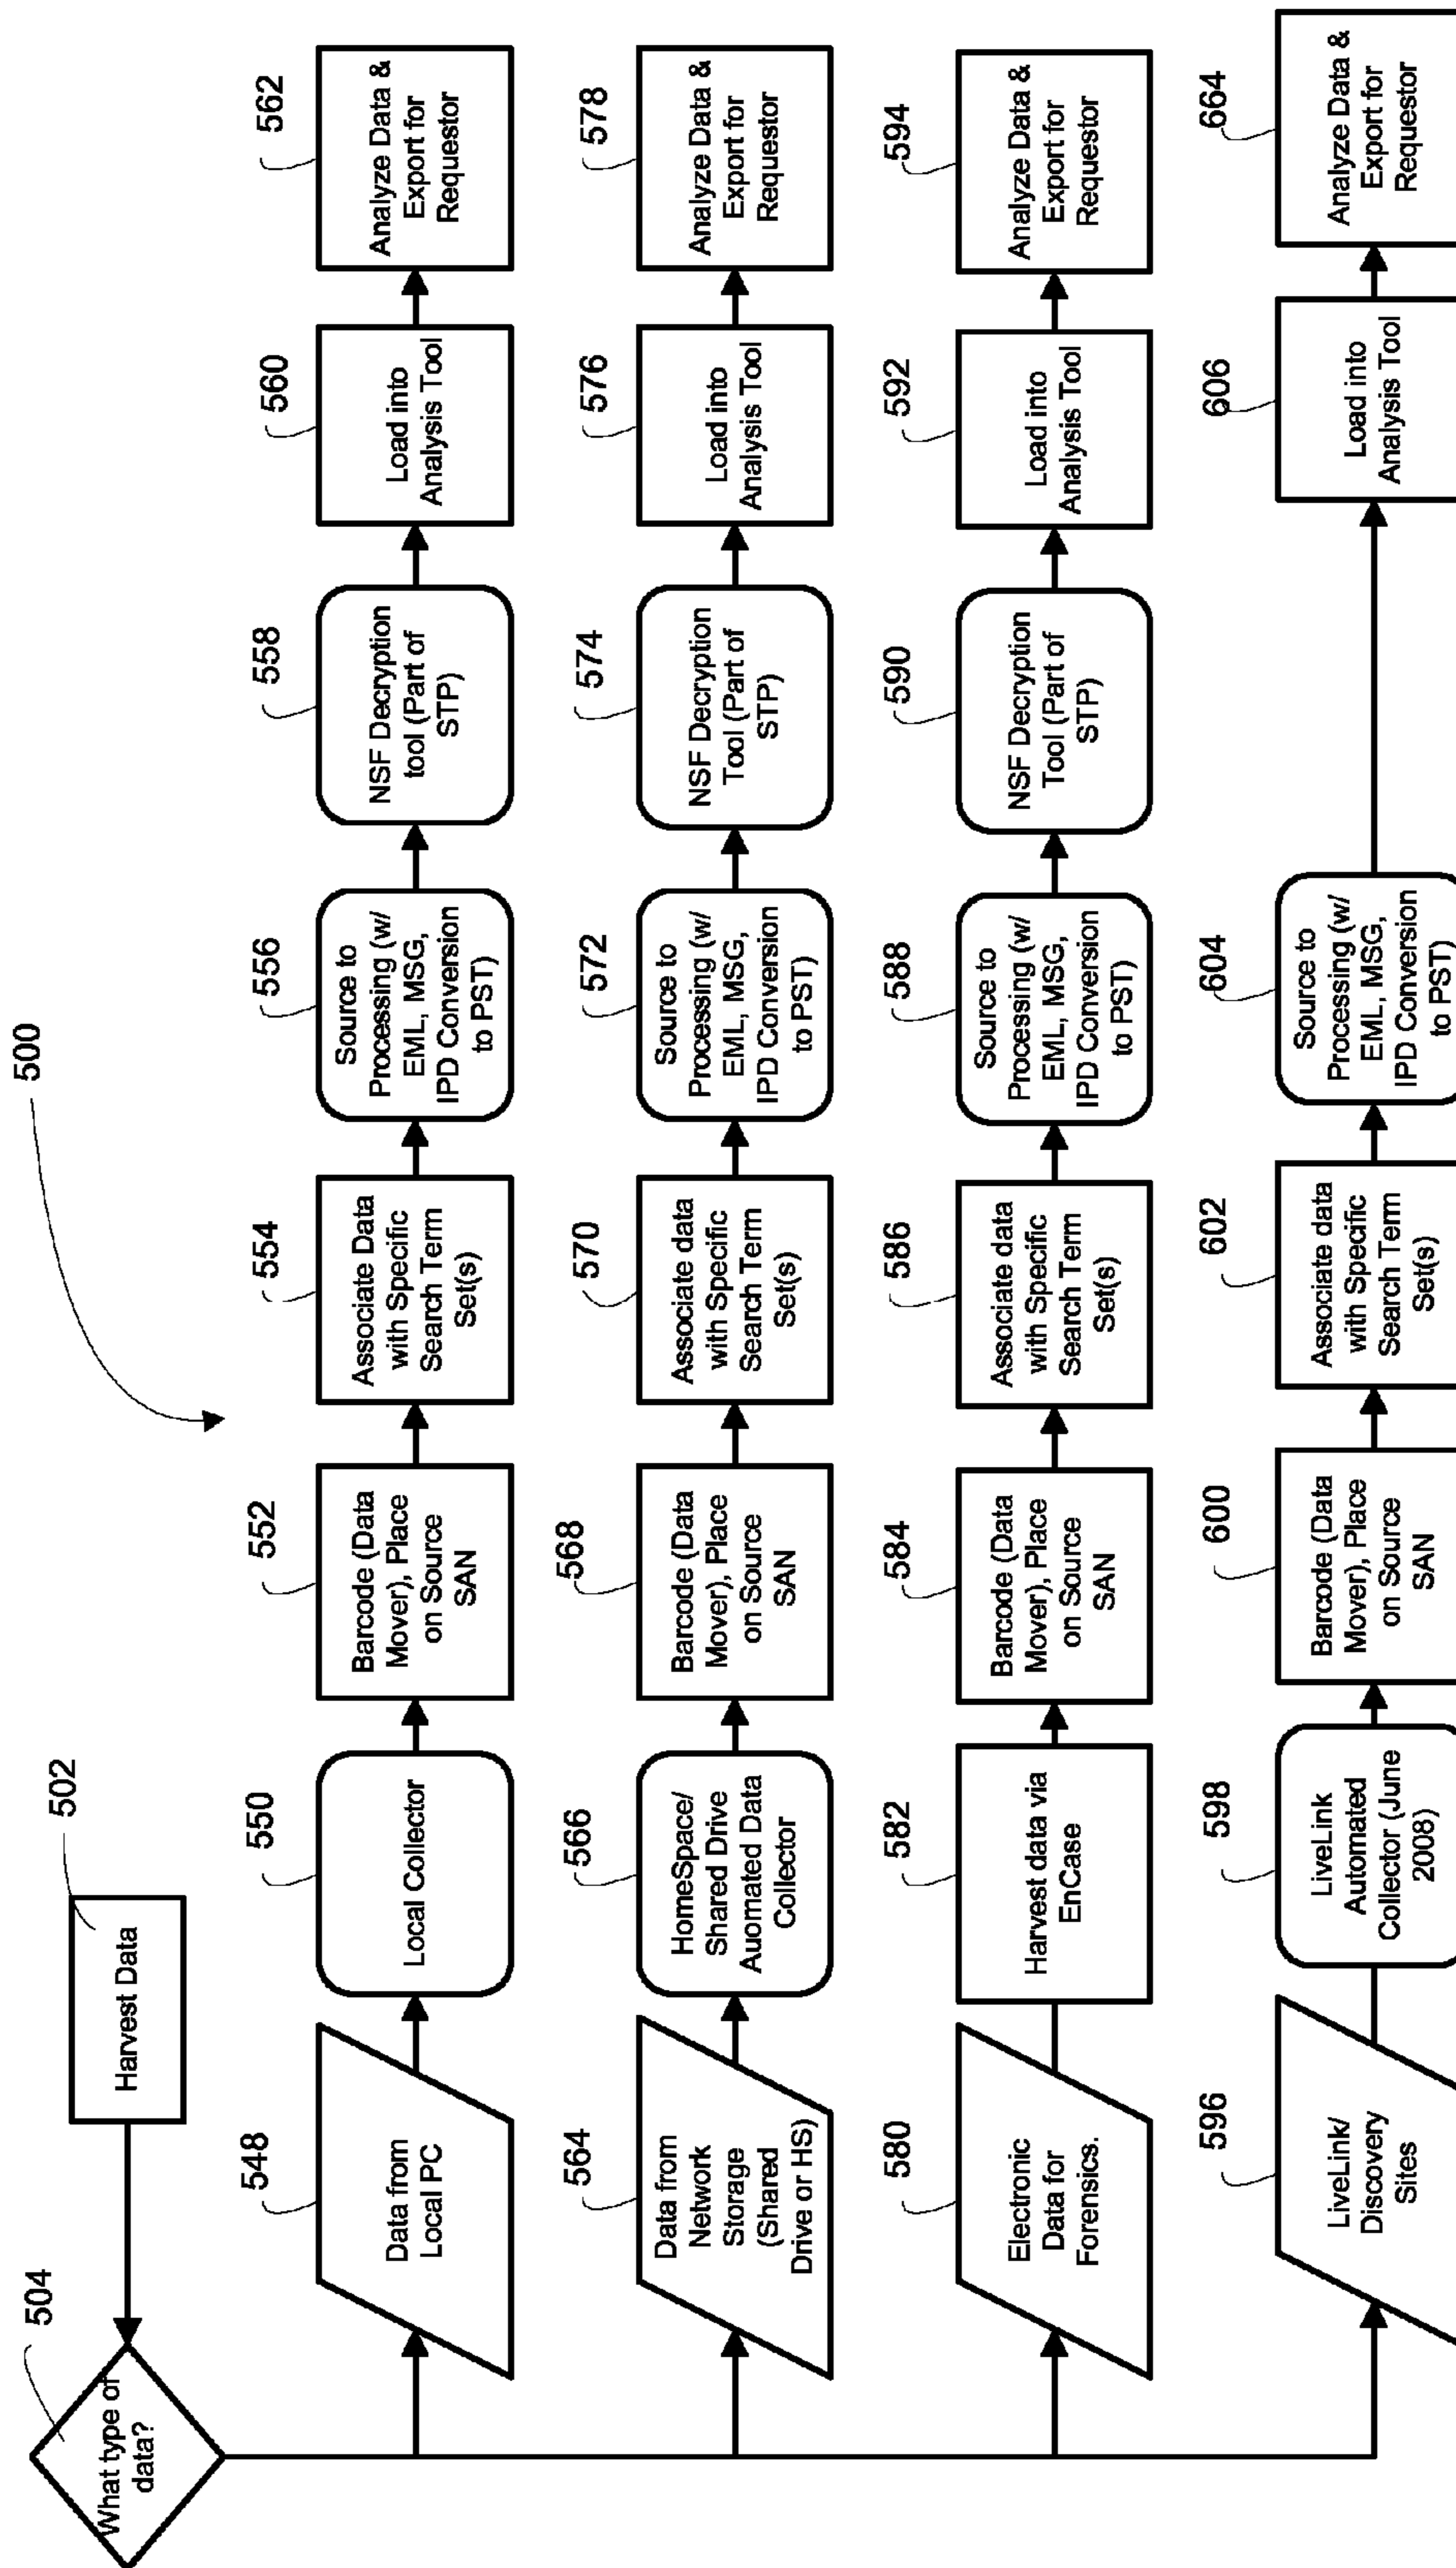 500
502
Harvest Data
504
What type of
data?
548
Data from
Local PC
550
Local Collector
552
Barcode (Data
Mover), Place
on Source
SAN
554
Associate Data
with Specific
Search Term
Set(s)
556
Source to
Processing (w/
EML, MSG,
IPD Conversion
to PST)
558
NSF Decryption
tool (Part of
STP)
560
Load into
Analysis Tool
562
Analyze Data &
Export for
Requestor
564
Data from
Network
Storage
(Shared
Drive or HS)
566
HomeSpace/
Shared Drive
Auomated Data
Collector
568
Barcode (Data
Mover), Place
on Source
SAN
570
Associate data
with Specific
Search Term
Set(s)
572
Source to
Processing (w/
EML, MSG,
IPD Conversion
to PST)
574
NSF Decryption
Tool (Part of
STP)
576
Load into
Analysis Tool
578
Analyze Data &
Export for
Requestor
580
Electronic
Data for
Forensics.
582
Harvest data via
EnCase
584
Barcode (Data
Mover), Place
on Source
SAN
586
Associate data
with Specific
Search Term
Set(s)
588
Source to
Processing (w/
EML, MSG,
IPD Conversion
to PST)
590
NSF Decryption
Tool (Part of
STP)
592
Load into
Analysis Tool
594
Analyze Data &
Export for
Requestor
596
LiveLink/
Discovery
Sites
598
LiveLink
Automated
Collector (June
2008)
600
Barcode (Data
Mover), Place
on Source
SAN
602
Associate data
with Specific
Search Term
Set(s)
604
Source to
Processing (w/
EML, MSG,
IPD Conversion
to PST)
606
Load into
Analysis Tool
664
Analyze Data &
Export for
Requestor